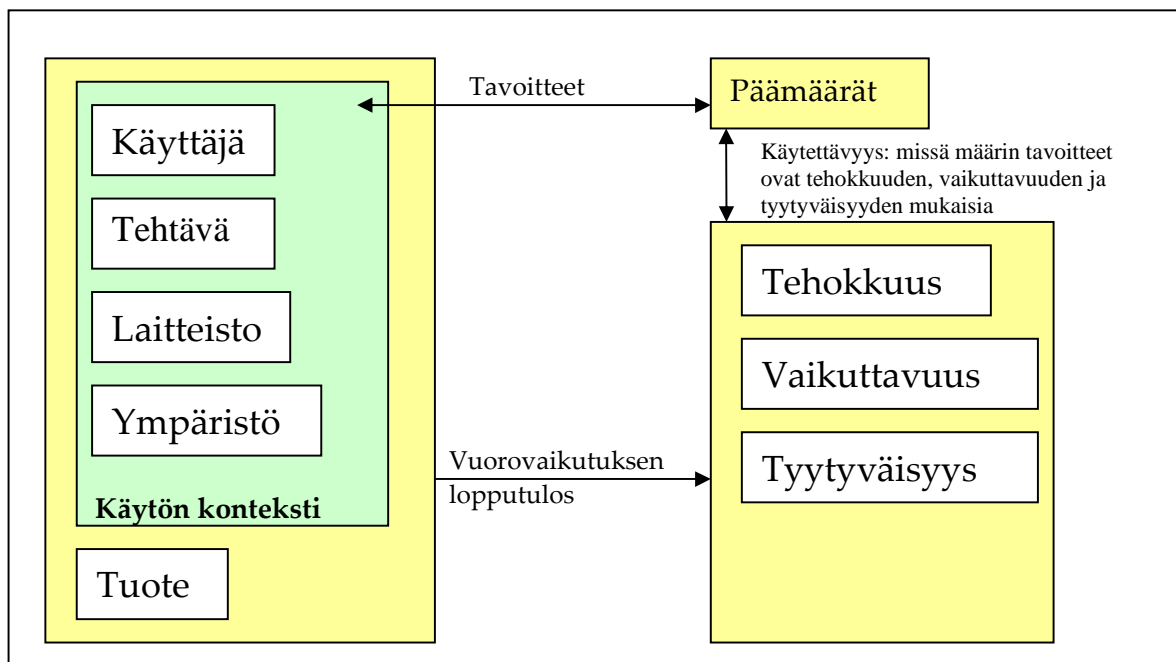 Käyttäjä
Tehtävä
Laitteisto
Ympäristö
Käytön konteksti
Tuote
Tavoitteet
Vuorovaikutuksen
lopputulos
Päämäärät
Käytettävyys: missä määrin tavoitteet
ovat tehokkuuden, vaikuttavuuden ja
tyytyväisyyden mukaisia
Tehokkuus
Vaikuttavuus
Tyytyväisyys